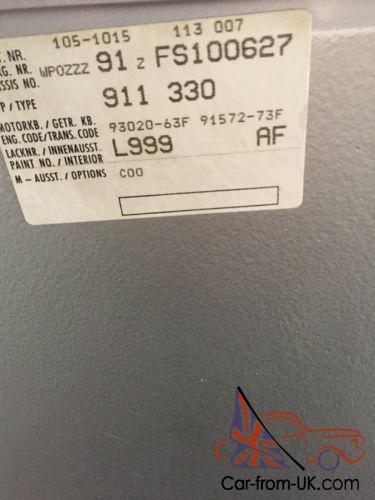 105-1015 113 007
.NR.
G. NR. WPOZZZ 91 Z FS100627
SSIS NO.
P / TYPE 911 330
MOTORKB. / GETR. KB. 93020-63F 91572-73F
ENG. CODE/TRANS. CODE
LACKNR. / INNENAUSST. L999 AF
PAINT NO. / INTERIOR
M - AUSST. / OPTIONS C00
Car-from-UK.com